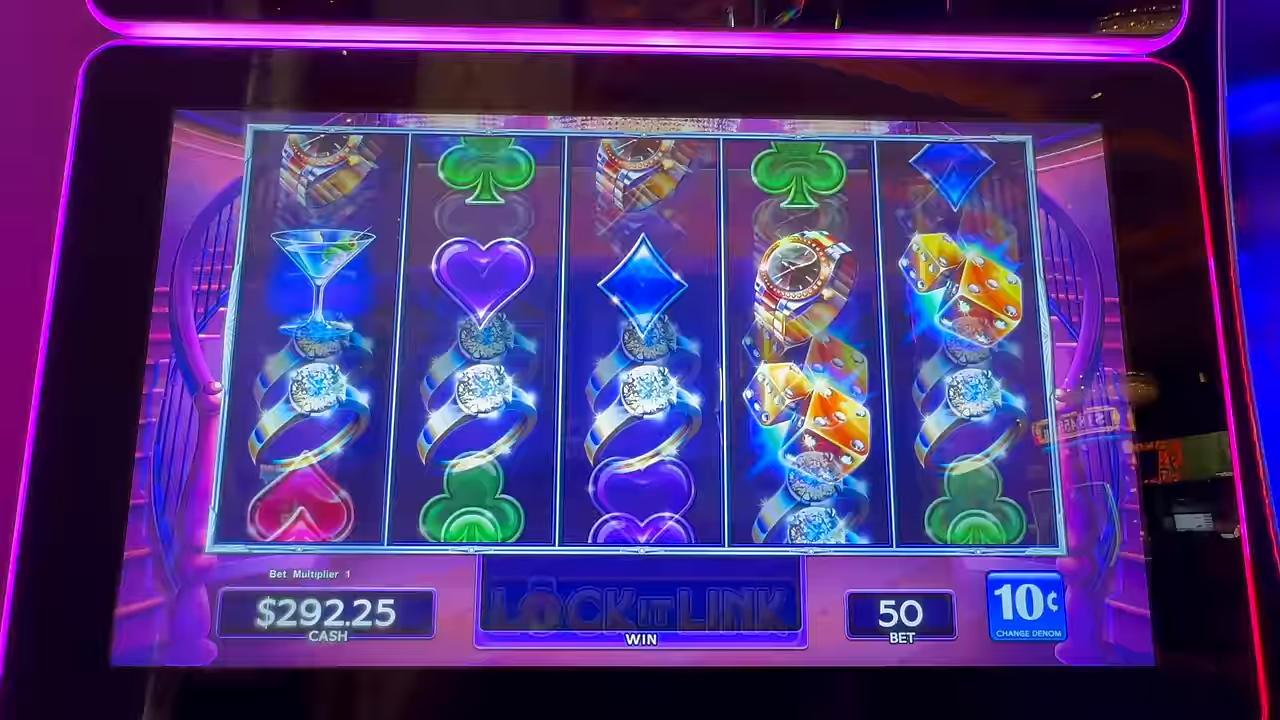 Bet Multiplier 1
$292.25
CASH
LOCK IT LINK
WIN
50
BET
10¢
CHANGE DENOM